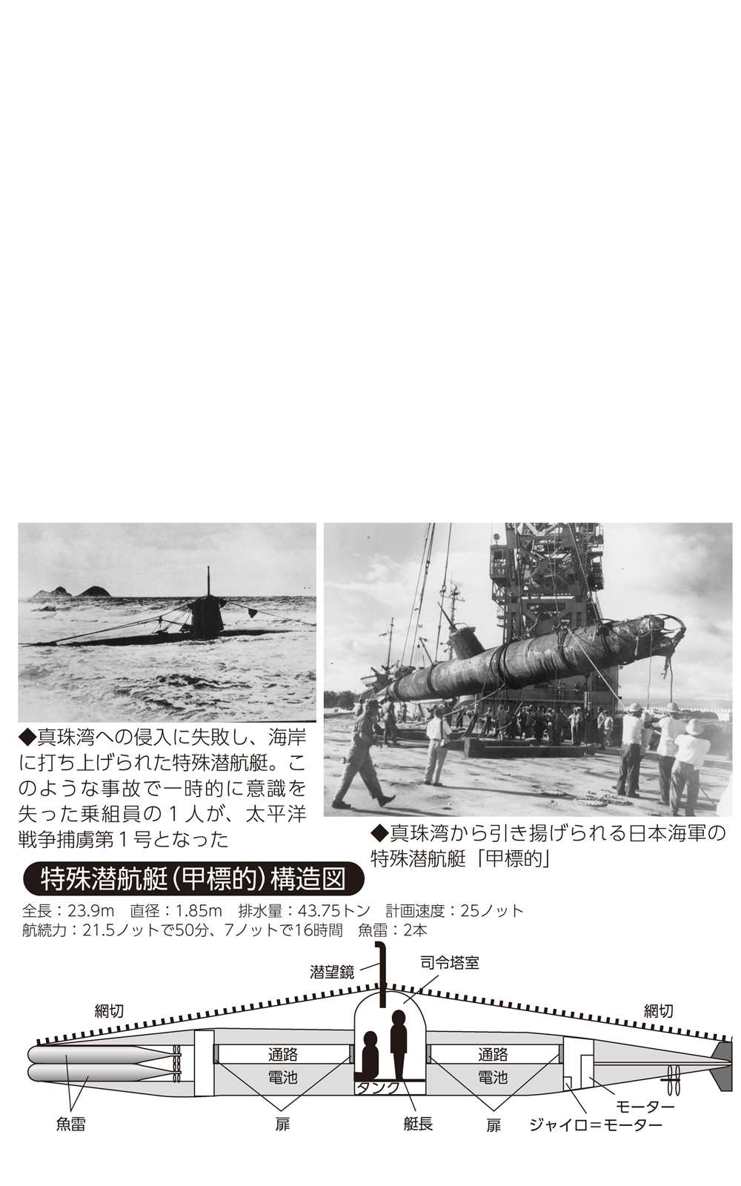 ◆真珠湾への侵入に失敗し、海岸
に打ち上げられた特殊潜航艇。こ
のような事故で一時的に意識を
失った乗組員の１人が、太平洋
戦争捕虜第１号となった
◆真珠湾から引き揚げられる日本海軍の
特殊潜航艇「甲標的」
特殊潜航艇(甲標的)構造図
全長：23.9m　直径：1.85m　排水量：43.75トン　計画速度：25ノット
航続力：21.5ノットで50分、7ノットで16時間　魚雷：2本
潜望鏡
司令塔室
網切
網切
通路
通路
電池
電池
タンク
魚雷
扉
艇長
扉
モーター
ジャイロ＝モーター